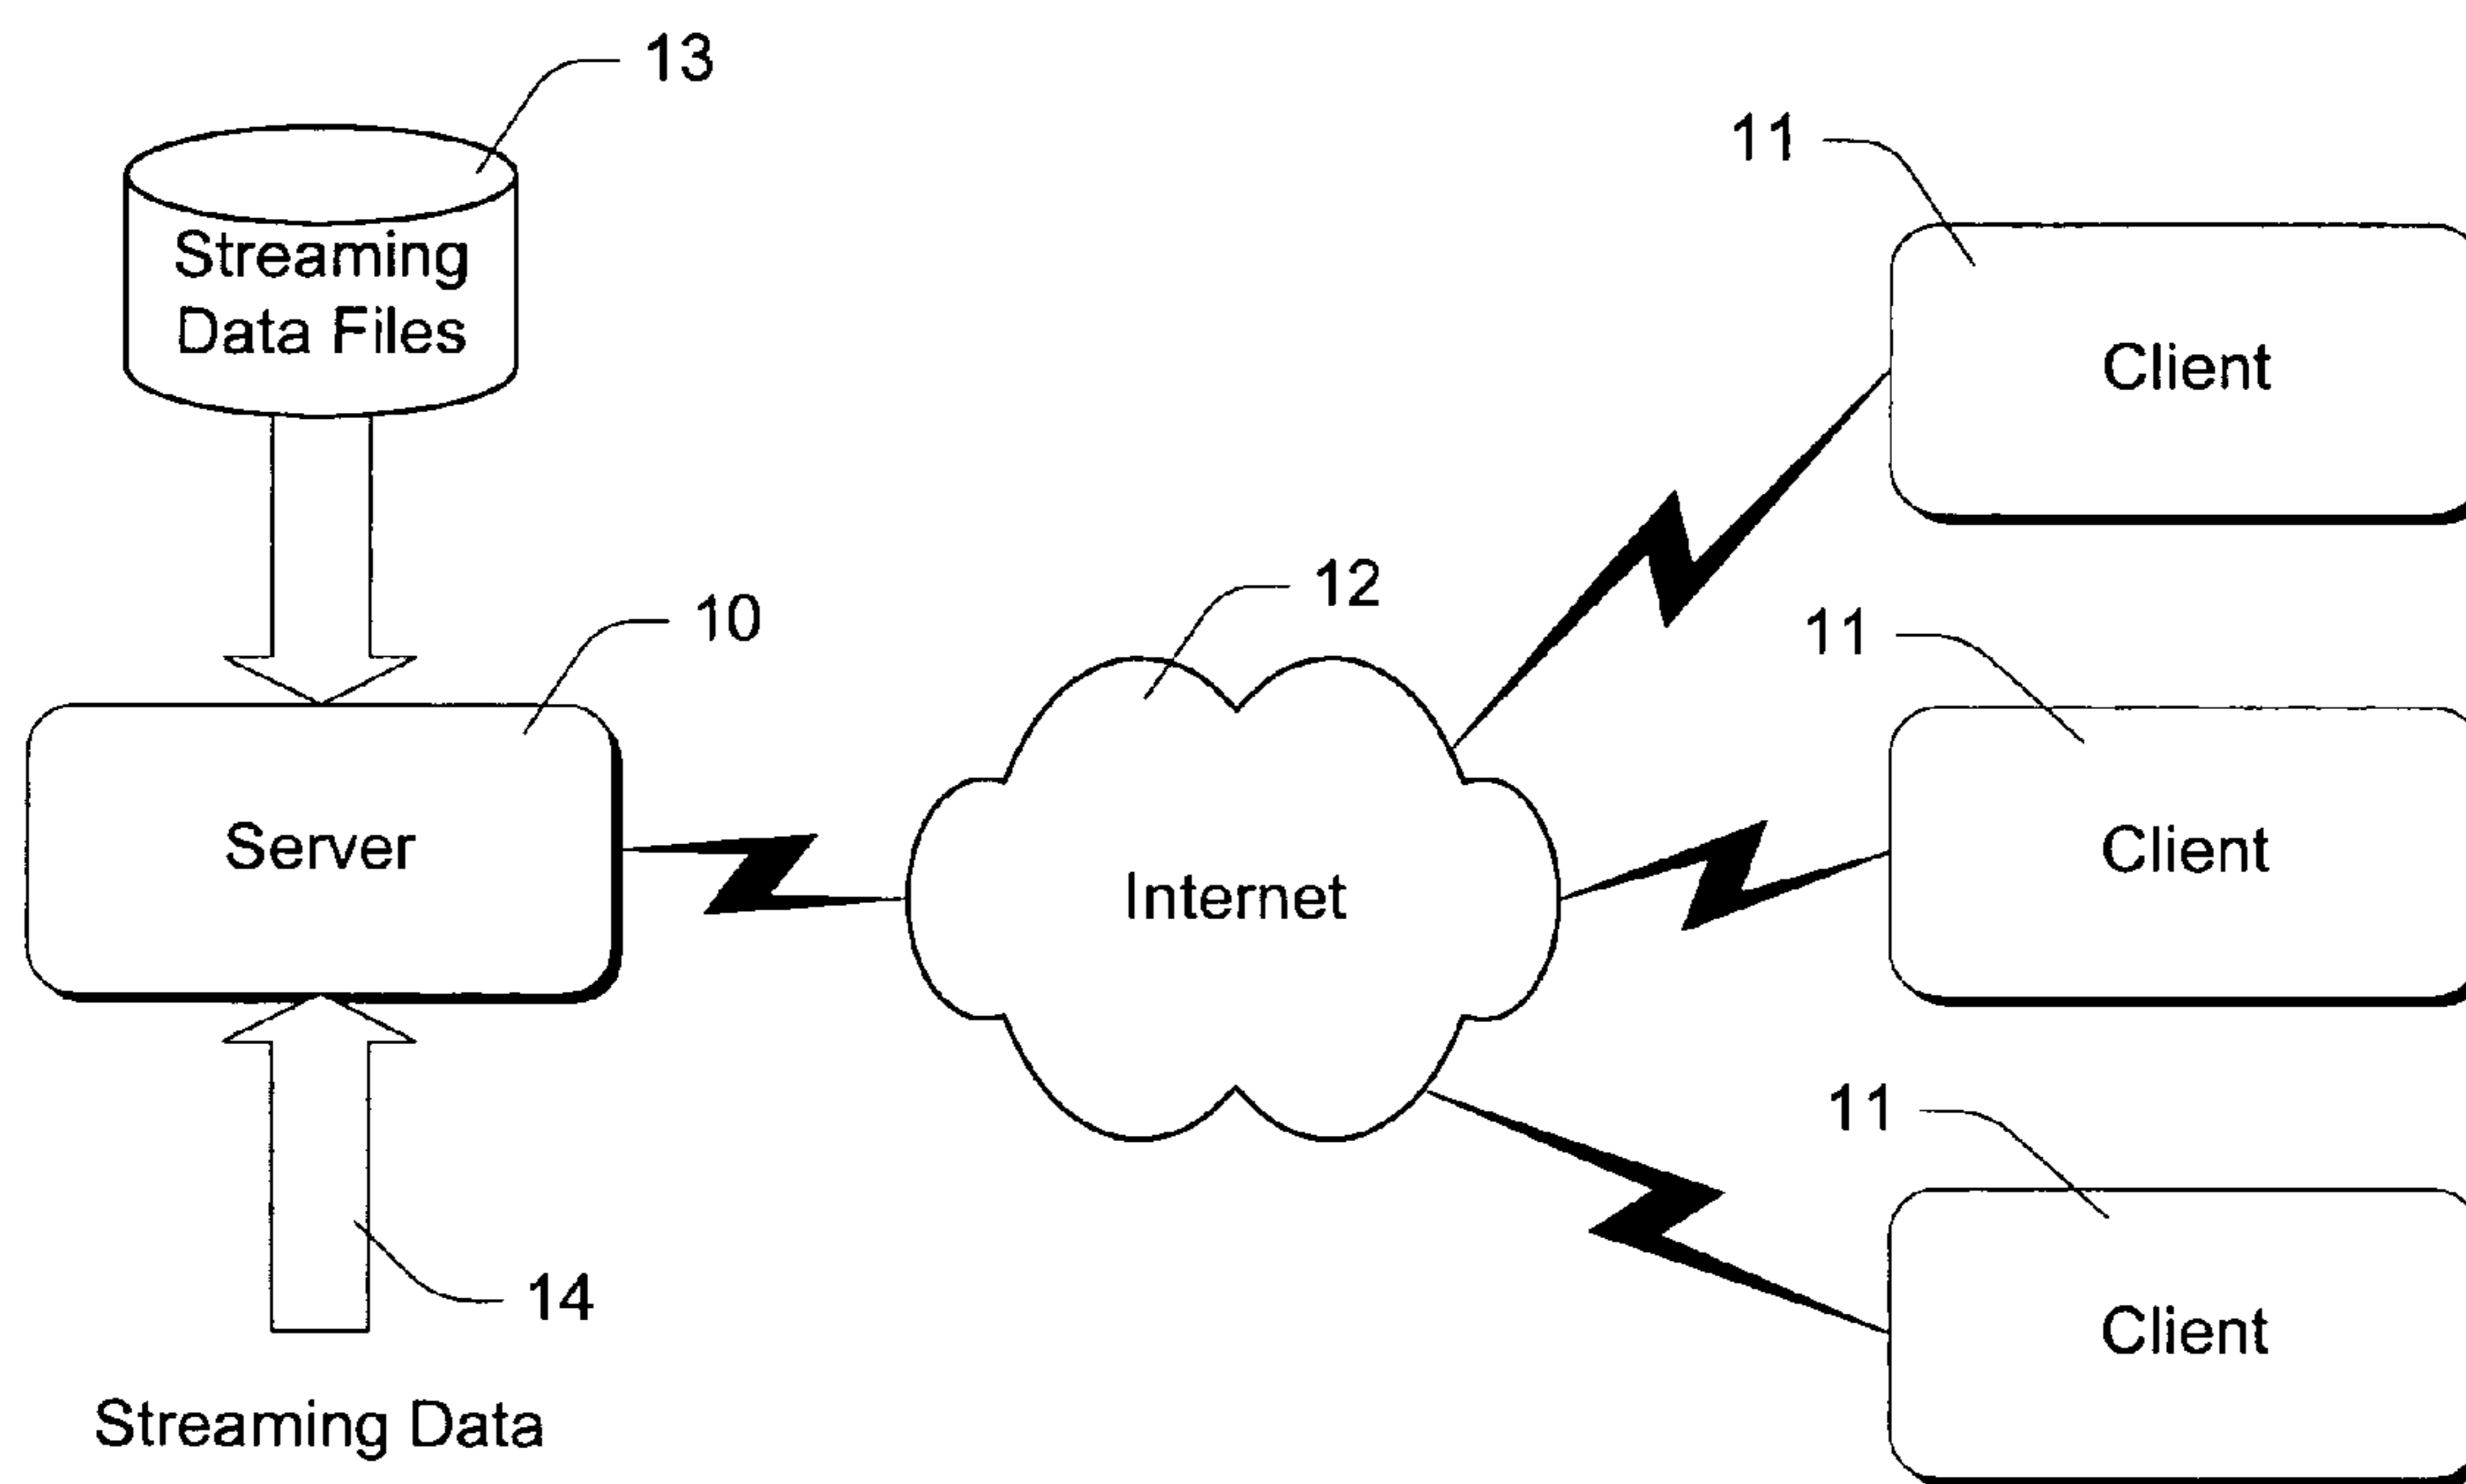 13
Streaming
Data Files
11
Client
10
12
11
Server
Internet
Client
11
14
Client
Streaming Data